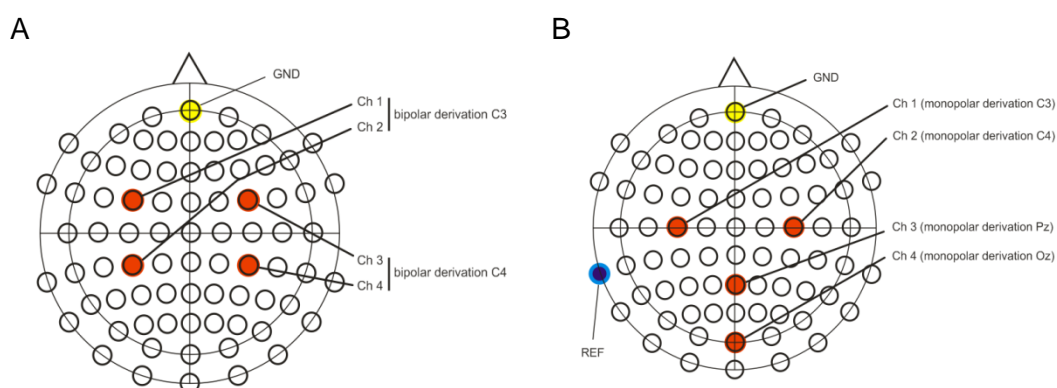 A
GND
Ch 1
bipolar derivation C3
Ch 2
Ch 3
bipolar derivation C4
Ch 4
B
GND
Ch 1 (monopolar derivation C3)
Ch 2 (monopolar derivation C4)
Ch 3 (monopolar derivation Pz)
Ch 4 (monopolar derivation Oz)
REF